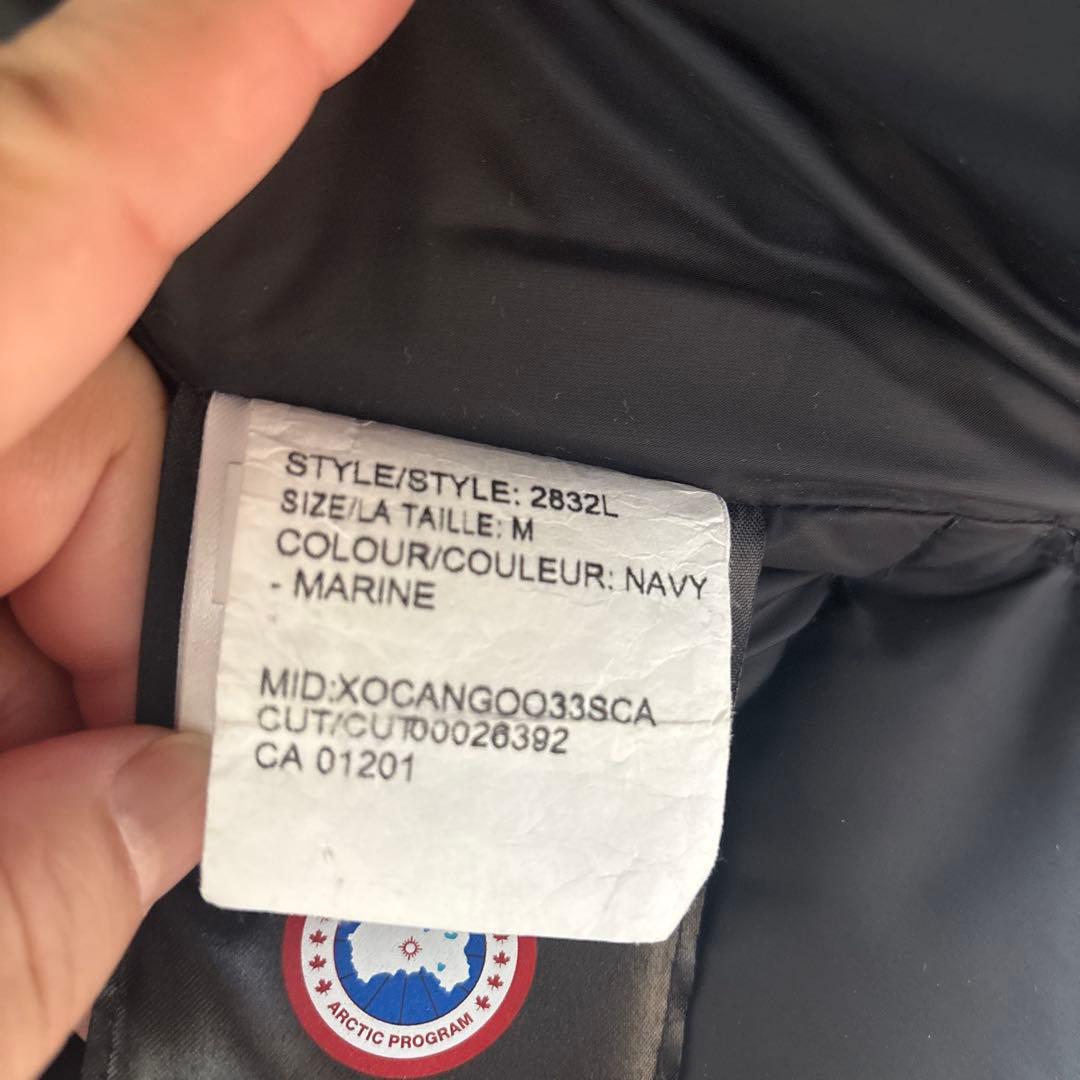 STYLE/STYLE: 2832L
SIZE/LA TAILLE: M
COLOUR/COULEUR: NAVY
- MARINE
MID:XOCANGOO33SCA
CUT/CUT00026392
CA 01201
ARCTIC PROGRAM